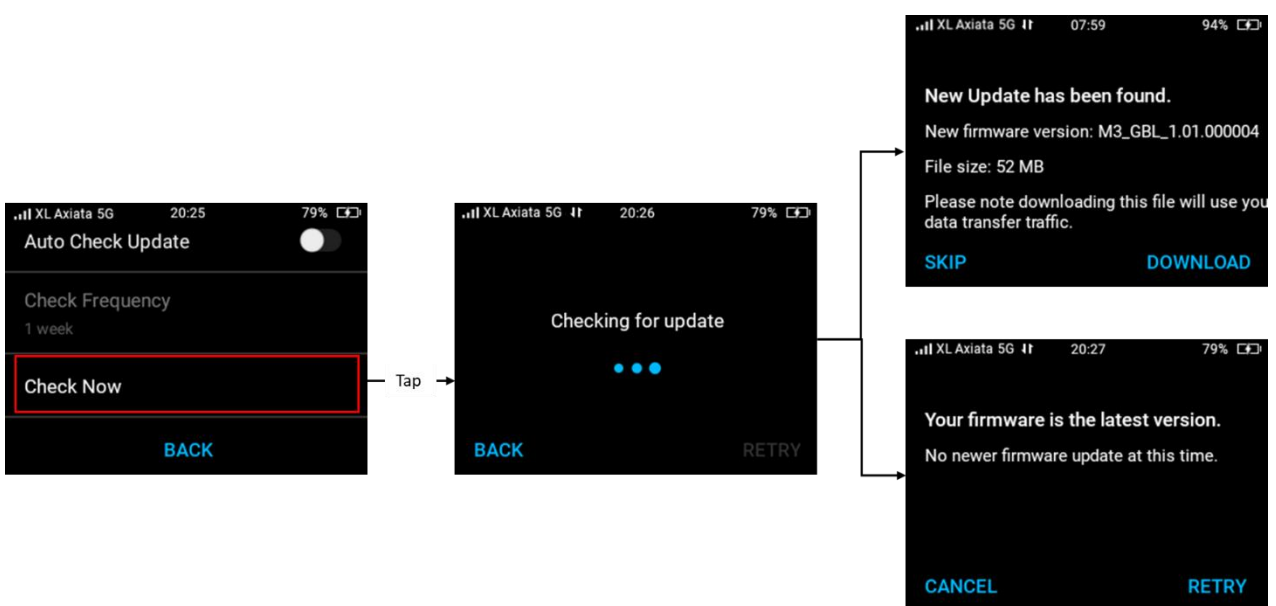 XL Axiata 5G 20:25 79%
Auto Check Update
Check Frequency
1 week
Check Now
BACK
Tap
XL Axiata 5G 20:26 79%
Checking for update
BACK RETRY
XL Axiata 5G 07:59 94%
New Update has been found.
New firmware version: M3_GBL_1.01.000004
File size: 52 MB
Please note downloading this file will use you
data transfer traffic.
SKIP DOWNLOAD
XL Axiata 5G 20:27 79%
Your firmware is the latest version.
No newer firmware update at this time.
CANCEL RETRY